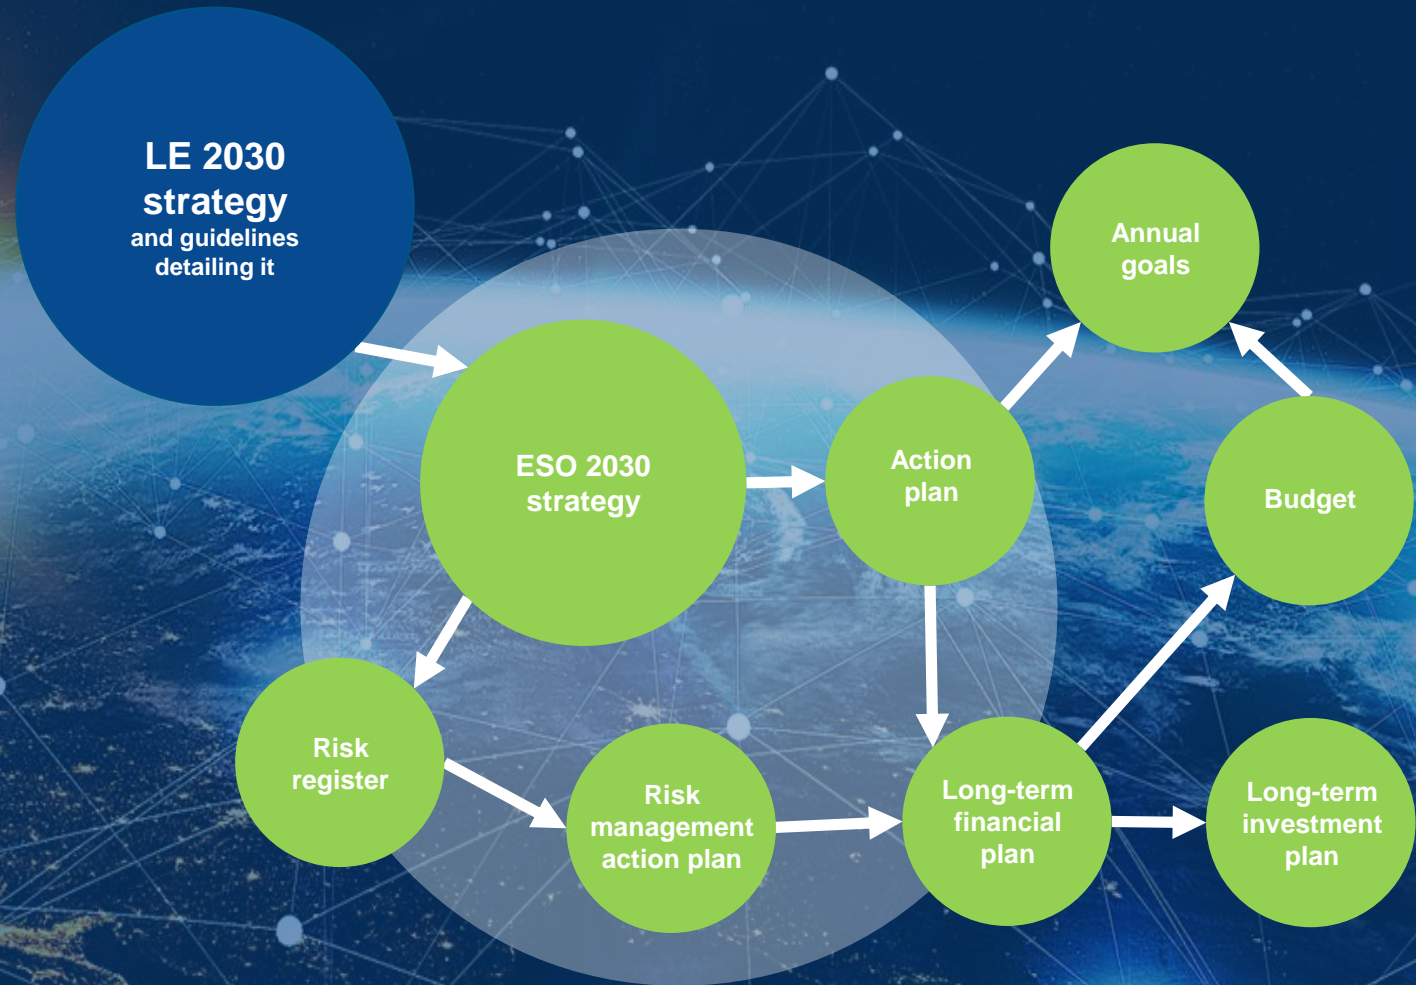 LE 2030
strategy
and guidelines
detailing it
Annual
goals
ESO 2030
strategy
Action
plan
Budget
Risk
register
Risk
management
action plan
Long-term
financial
plan
Long-term
investment
plan